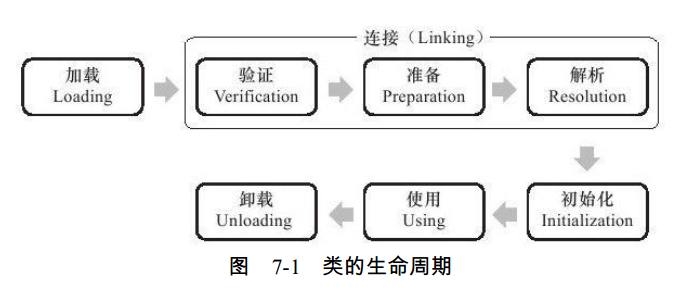 连接（Linking）
加载
Loading
验证
Verification
准备
Preparation
解析
Resolution
初始化
Initialization
使用
Using
卸载
Unloading
图 7-1 类的生命周期